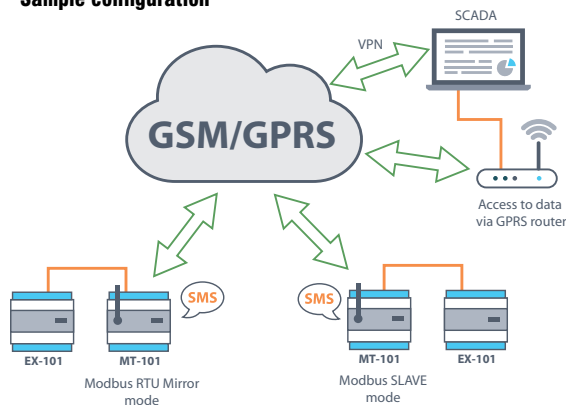 Sample configuration
SCADA
VPN
GSM/GPRS
Access to data
via GPRS router
SMS
SMS
EX-101
MT-101
MT-101
EX-101
Modbus RTU Mirror
mode
Modbus SLAVE
mode